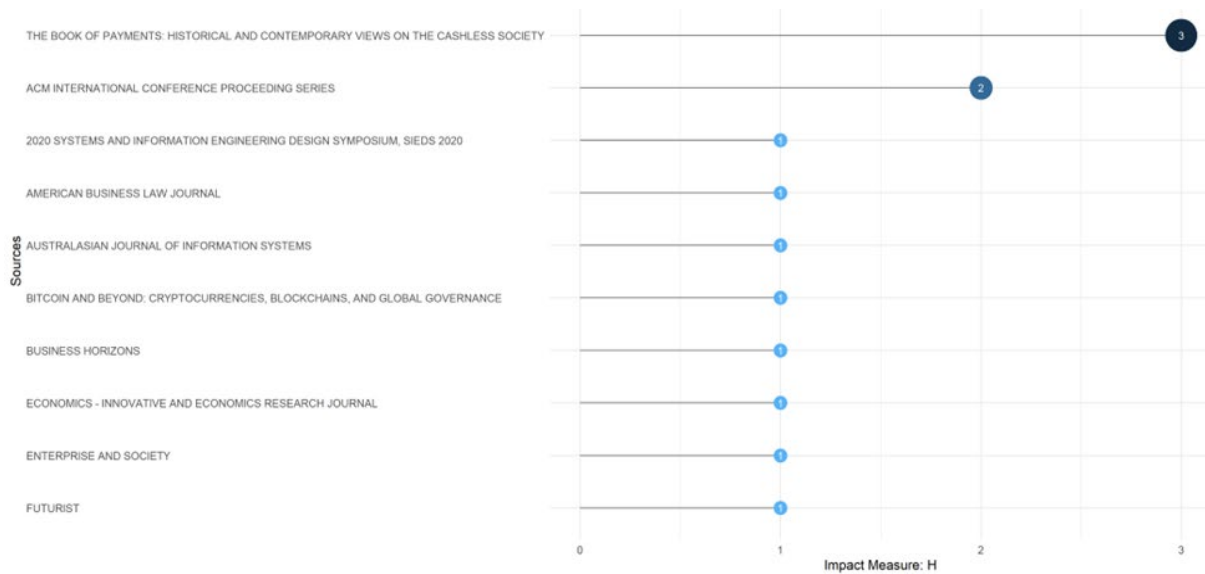 THE BOOK OF PAYMENTS: HISTORICAL AND CONTEMPORARY VIEWS ON THE CASHLESS SOCIETY
3
ACM INTERNATIONAL CONFERENCE PROCEEDING SERIES
2
2020 SYSTEMS AND INFORMATION ENGINEERING DESIGN SYMPOSIUM, SIEDS 2020
1
AMERICAN BUSINESS LAW JOURNAL
1
AUSTRALASIAN JOURNAL OF INFORMATION SYSTEMS
1
Sources
BITCOIN AND BEYOND: CRYPTOCURRENCIES, BLOCKCHAINS, AND GLOBAL GOVERNANCE
1
BUSINESS HORIZONS
1
ECONOMICS - INNOVATIVE AND ECONOMICS RESEARCH JOURNAL
1
ENTERPRISE AND SOCIETY
1
FUTURIST
1
0 1 2 3
Impact Measure: H